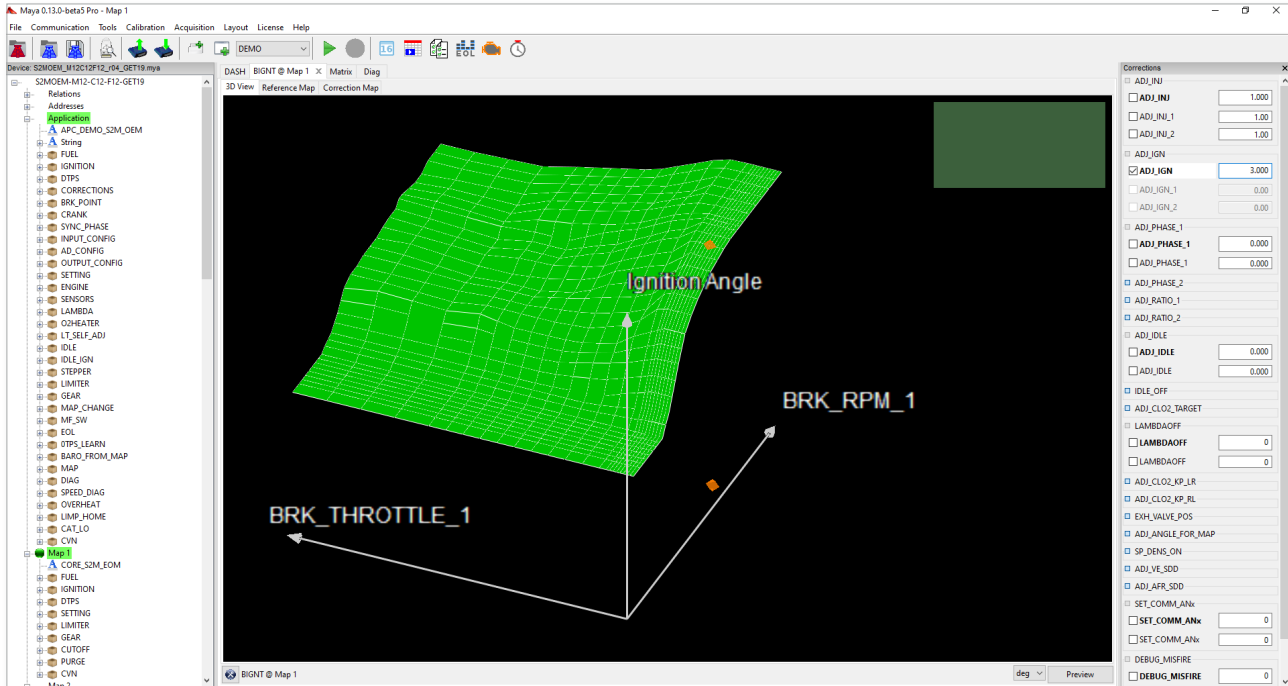 Maya 0.13.0-beta5 Pro - Map 1
File Communication Tools Calibration Acquisition Layout License Help
DEMO
16
EOL
Device: S2MOEM_M12C12F12_r04_GET19.mya
S2MOEM-M12-C12-F12-GET19
Relations
Addresses
Application
A APC_DEMO_S2M_OEM
A String
FUEL
IGNITION
DTPS
CORRECTIONS
BRK_POINT
CRANK
SYNC_PHASE
INPUT_CONFIG
AD_CONFIG
OUTPUT_CONFIG
SETTING
ENGINE
SENSORS
LAMBDA
O2HEATER
LT_SELF_ADJ
IDLE
IDLE_IGN
STEPPER
LIMITER
GEAR
MAP_CHANGE
MF_SW
EOL
0TPS_LEARN
BARO_FROM_MAP
MAP
DIAG
SPEED_DIAG
OVERHEAT
LIMP_HOME
CAT_LO
CVN
Map 1
A CORE_S2M_EOM
FUEL
IGNITION
DTPS
SETTING
LIMITER
GEAR
CUTOFF
PURGE
CVN
Map 2
DASH BIGNT @ Map 1 X Matrix Diag
3D View Reference Map Correction Map
Ignition Angle
BRK_RPM_1
BRK_THROTTLE_1
BIGNT @ Map 1
deg
Preview
Corrections
ADJ_INJ
ADJ_INJ 1.000
ADJ_INJ_1 1.00
ADJ_INJ_2 1.00
ADJ_IGN
ADJ_IGN 3.000
ADJ_IGN_1 0.00
ADJ_IGN_2 0.00
ADJ_PHASE_1
ADJ_PHASE_1 0.000
ADJ_PHASE_1 0.000
ADJ_PHASE_2
ADJ_RATIO_1
ADJ_RATIO_2
ADJ_IDLE
ADJ_IDLE 0.000
ADJ_IDLE 0.000
IDLE_OFF
ADJ_CLO2_TARGET
LAMBDAOFF
LAMBDAOFF 0
LAMBDAOFF 0
ADJ_CLO2_KP_LR
ADJ_CLO2_KP_RL
EXH_VALVE_POS
ADJ_ANGLE_FOR_MAP
SP_DENS_ON
ADJ_VE_SDD
ADJ_AFR_SDD
SET_COMM_ANx
SET_COMM_ANx 0
SET_COMM_ANx 0
DEBUG_MISFIRE
DEBUG_MISFIRE 0